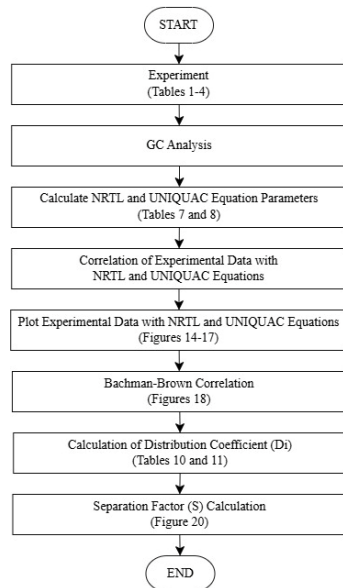 START
Experiment
(Tables 1-4)
GC Analysis
Calculate NRTL and UNIQUAC Equation Parameters
(Tables 7 and 8)
Correlation of Experimental Data with
NRTL and UNIQUAC Equations
Plot Experimental Data with NRTL and UNIQUAC Equations
(Figures 14-17)
Bachman-Brown Correlation
(Figures 18)
Calculation of Distribution Coefficient (Di)
(Tables 10 and 11)
Separation Factor (S) Calculation
(Figure 20)
END